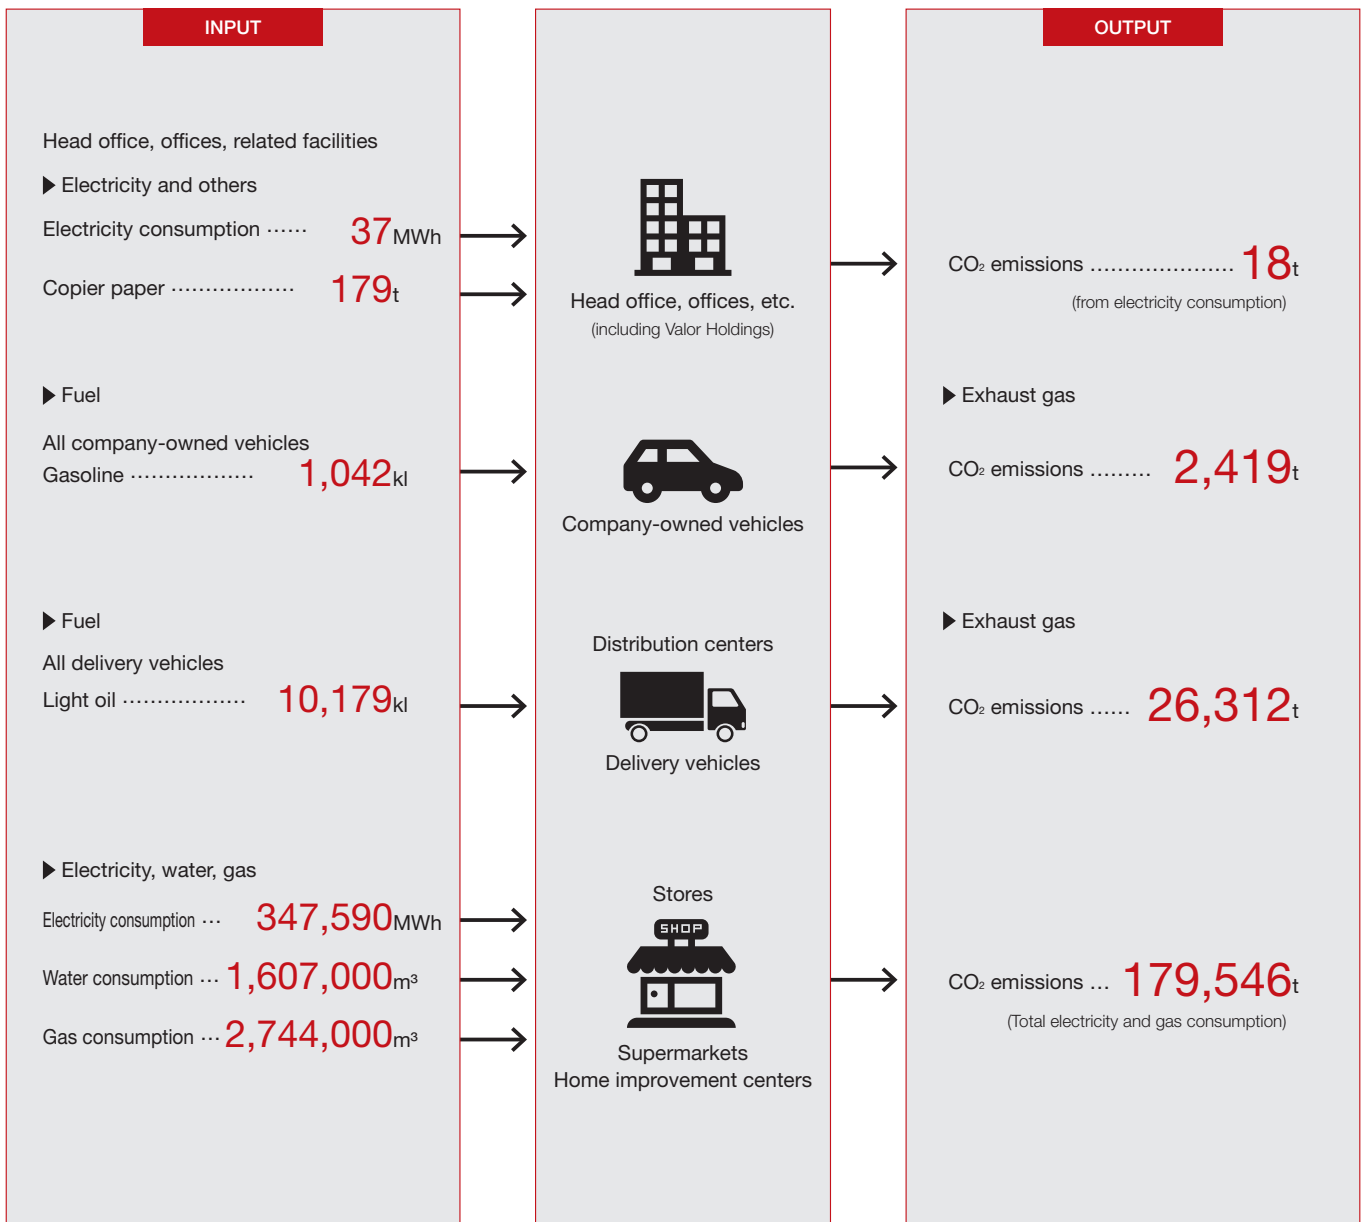 INPUT
Head office, offices, related facilities
▶ Electricity and others
Electricity consumption ······ 37MWh
Copier paper ·················· 179t
▶ Fuel
All company-owned vehicles
Gasoline ·················· 1,042kl
▶ Fuel
All delivery vehicles
Light oil ·················· 10,179kl
▶ Electricity, water, gas
Electricity consumption ··· 347,590MWh
Water consumption ··· 1,607,000m³
Gas consumption ··· 2,744,000m³
Head office, offices, etc.
(including Valor Holdings)
Company-owned vehicles
Distribution centers
Delivery vehicles
Stores
SHOP
Supermarkets
Home improvement centers
OUTPUT
CO₂ emissions ..................... 18t
(from electricity consumption)
▶ Exhaust gas
CO₂ emissions ......... 2,419t
▶ Exhaust gas
CO₂ emissions ...... 26,312t
CO₂ emissions ... 179,546t
(Total electricity and gas consumption)